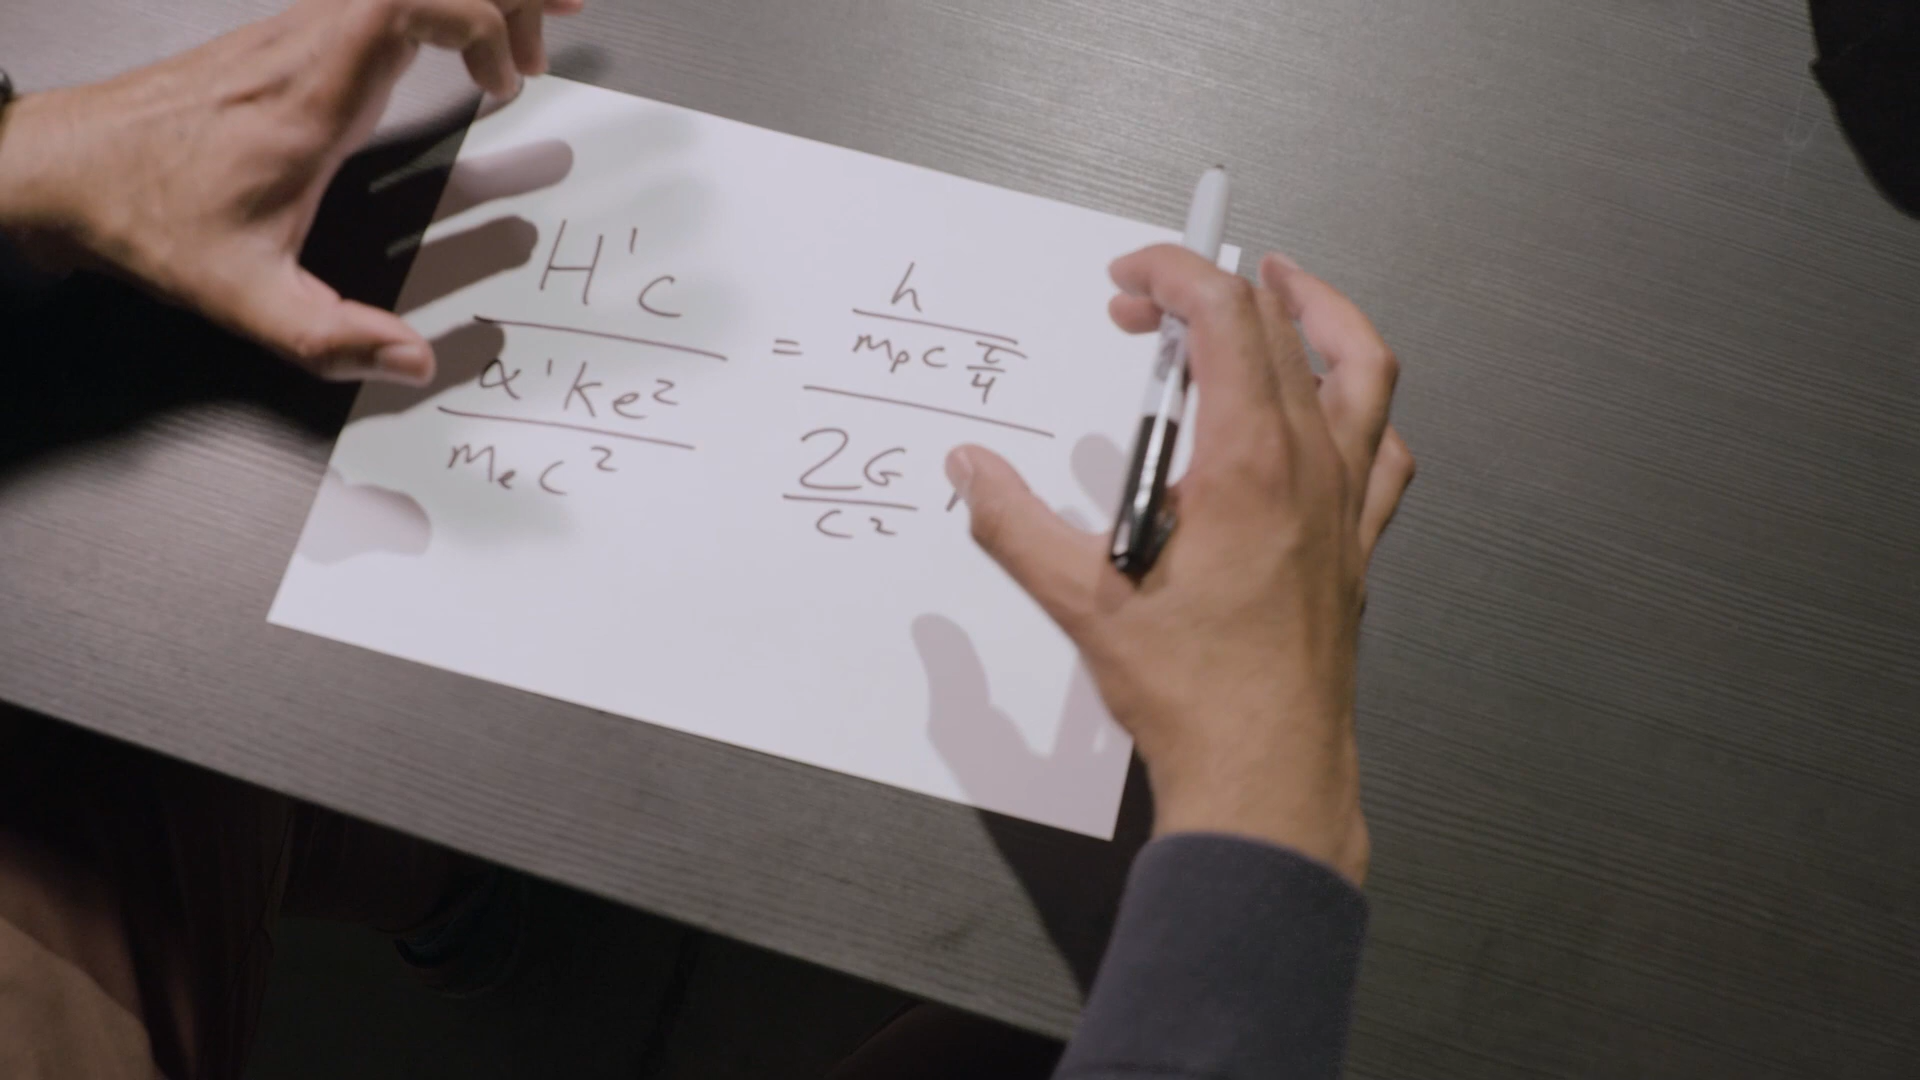 H'c = h
α'ke² mₚc τ/4
mₑc² 2G/c²